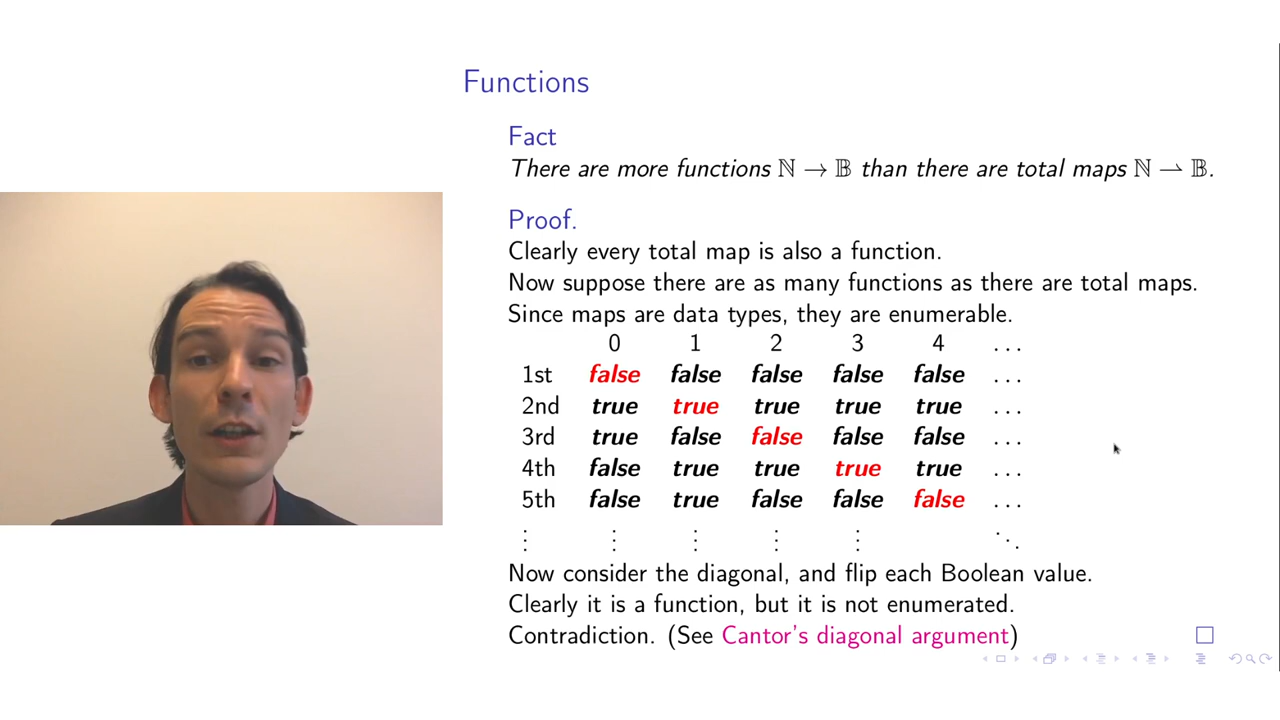 Functions
Fact
There are more functions ℕ → 𝔹 than there are total maps ℕ ⇀ 𝔹.
Proof.
Clearly every total map is also a function.
Now suppose there are as many functions as there are total maps.
Since maps are data types, they are enumerable.
0 1 2 3 4 ...
1st false false false false false ...
2nd true true true true true ...
3rd true false false false false ...
4th false true true true true ...
5th false true false false false ...
⋮ ⋮ ⋮ ⋮ ⋮ ⋱
Now consider the diagonal, and flip each Boolean value.
Clearly it is a function, but it is not enumerated.
Contradiction. (See Cantor's diagonal argument) □